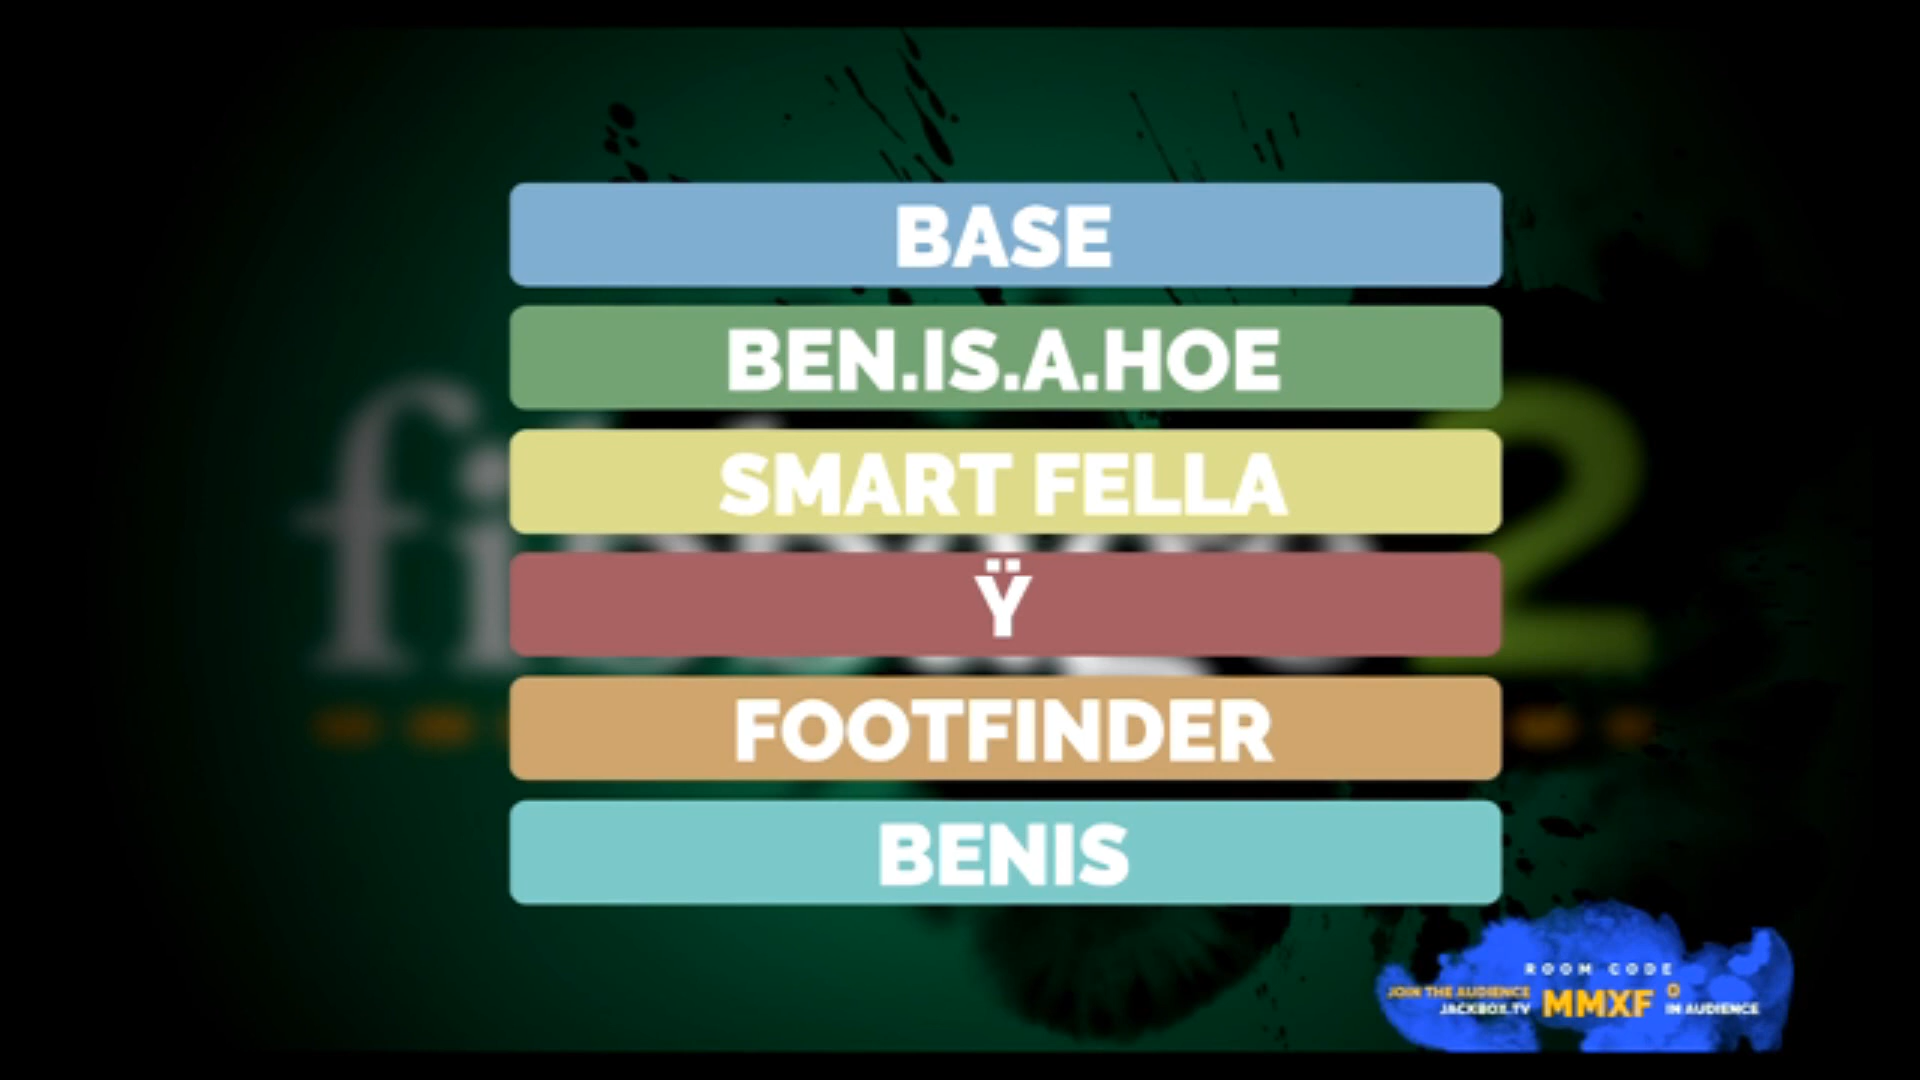 BASE
BEN.IS.A.HOE
SMART FELLA
Ÿ
FOOTFINDER
BENIS
2
ROOM CODE
JOIN THE AUDIENCE
JACKBOX.TV
MMXF
0
IN AUDIENCE